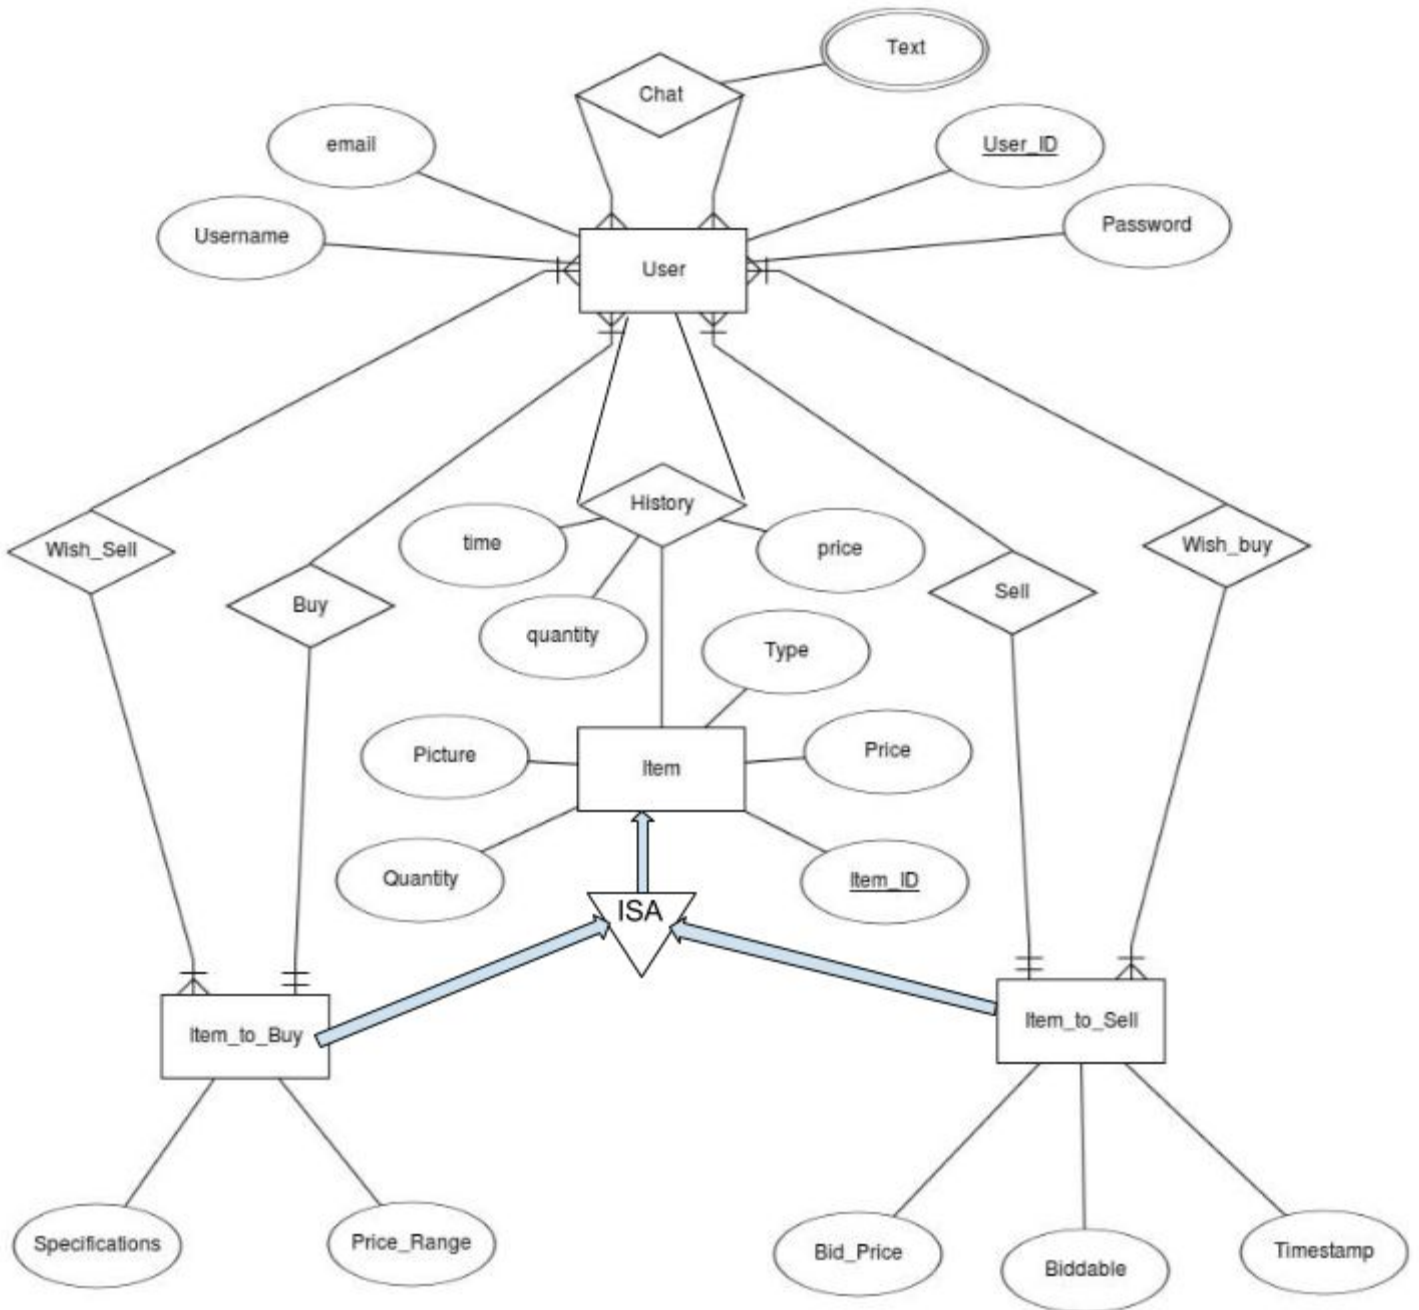 Text
Chat
email
User_ID
Username
Password
User
History
Wish_Sell
time
price
Wish_buy
Buy
Sell
quantity
Type
Picture
Item
Price
Quantity
Item_ID
ISA
Item_to_Buy
Item_to_Sell
Specifications
Price_Range
Bid_Price
Biddable
Timestamp